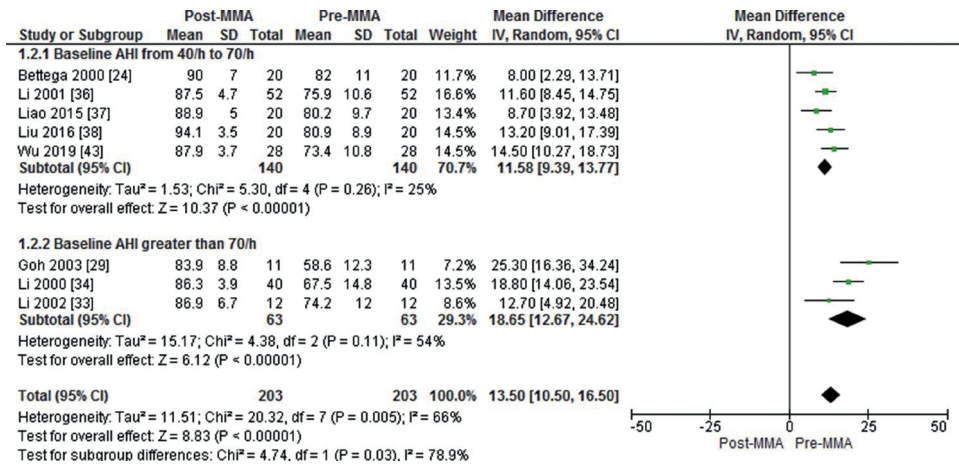 Post-MMA Pre-MMA Mean Difference Mean Difference
Study or Subgroup Mean SD Total Mean SD Total Weight IV, Random, 95% CI IV, Random, 95% CI
1.2.1 Baseline AHI from 40/h to 70/h
Bettega 2000 [24] 90 7 20 82 11 20 11.7% 8.00 [2.29, 13.71]
Li 2001 [36] 87.5 4.7 52 75.9 10.6 52 16.6% 11.60 [8.45, 14.75]
Liao 2015 [37] 88.9 5 20 80.2 9.7 20 13.4% 8.70 [3.92, 13.48]
Liu 2016 [38] 94.1 3.5 20 80.9 8.9 20 14.5% 13.20 [9.01, 17.39]
Wu 2019 [43] 87.9 3.7 28 73.4 10.8 28 14.5% 14.50 [10.27, 18.73]
Subtotal (95% CI) 140 140 70.7% 11.58 [9.39, 13.77]
Heterogeneity: Tau² = 1.53; Chi² = 5.30, df = 4 (P = 0.26); I² = 25%
Test for overall effect: Z = 10.37 (P < 0.00001)
1.2.2 Baseline AHI greater than 70/h
Goh 2003 [29] 83.9 8.8 11 58.6 12.3 11 7.2% 25.30 [16.36, 34.24]
Li 2000 [34] 86.3 3.9 40 67.5 14.8 40 13.5% 18.80 [14.06, 23.54]
Li 2002 [33] 86.9 6.7 12 74.2 12 12 8.6% 12.70 [4.92, 20.48]
Subtotal (95% CI) 63 63 29.3% 18.65 [12.67, 24.62]
Heterogeneity: Tau² = 15.17; Chi² = 4.38, df = 2 (P = 0.11); I² = 54%
Test for overall effect: Z = 6.12 (P < 0.00001)
Total (95% CI) 203 203 100.0% 13.50 [10.50, 16.50]
Heterogeneity: Tau² = 11.51; Chi² = 20.32, df = 7 (P = 0.005); I² = 66%
Test for overall effect: Z = 8.83 (P < 0.00001)
Test for subgroup differences: Chi² = 4.74, df = 1 (P = 0.03), I² = 78.9%
-50 -25 0 25 50
Post-MMA Pre-MMA